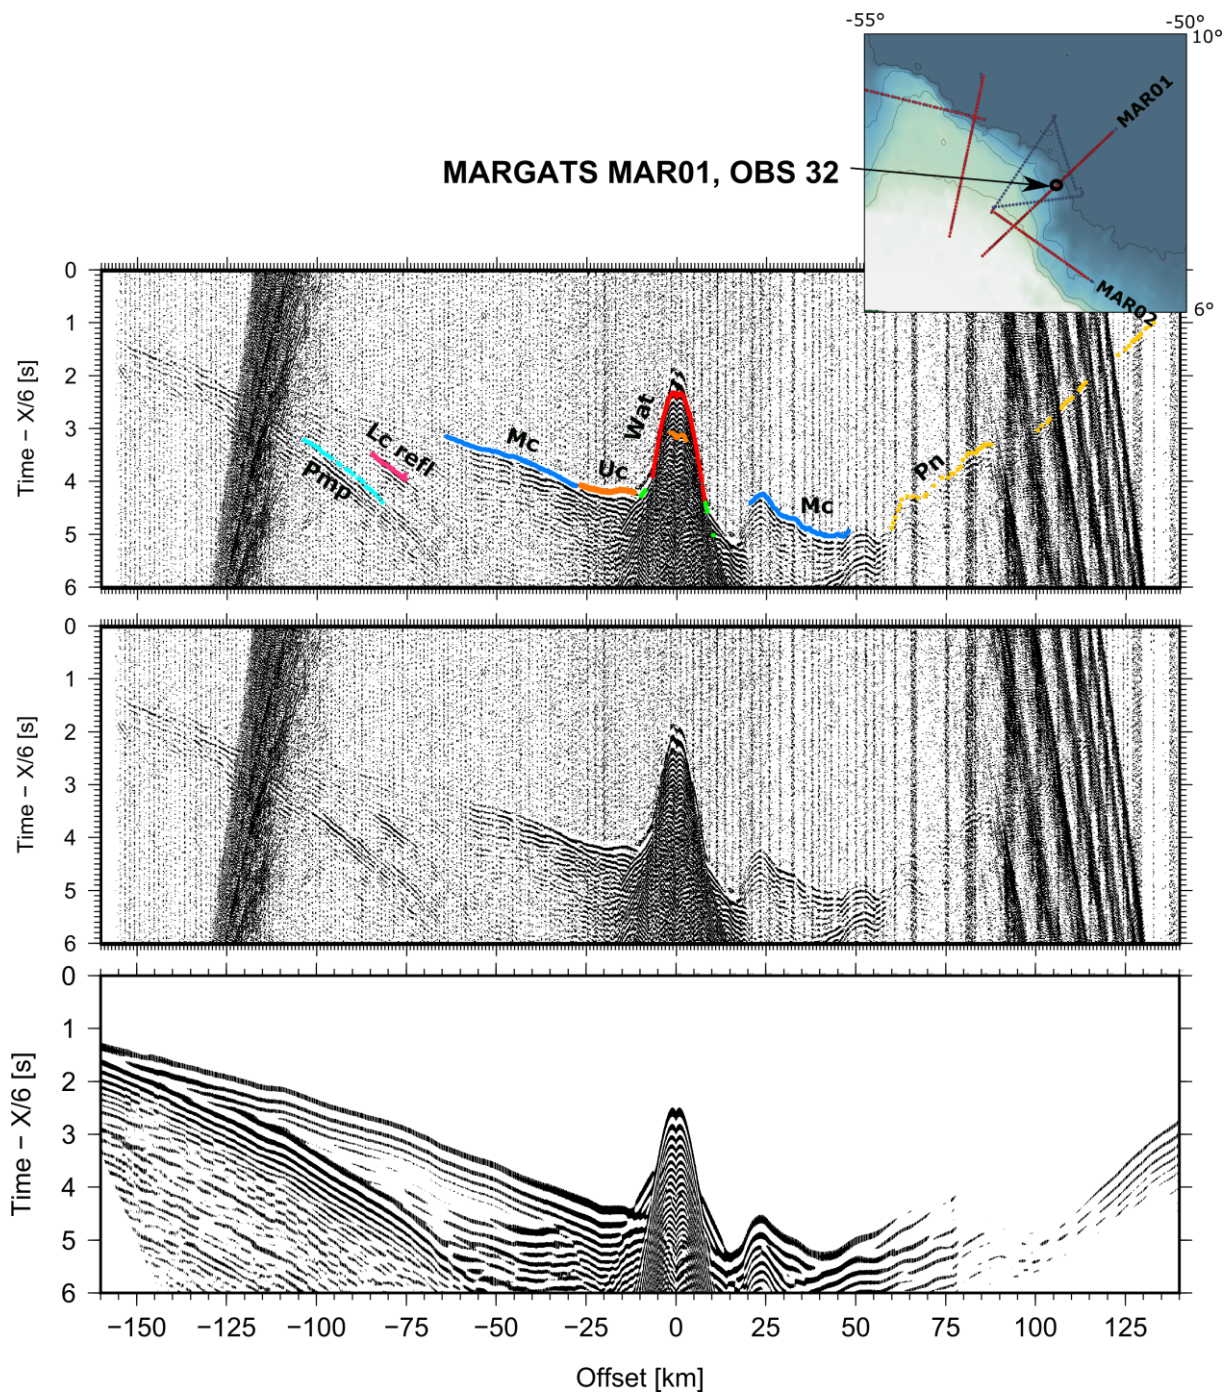 -55°
-50°
10°
MAR01
MARGATS MAR01, OBS 32
MAR02
6°
0
1
2
3
4
5
6
Time − X/6 [s]
Wat
Mc
Lc refl
Uc
Pmp
Mc
Pn
0
1
2
3
4
5
6
Time − X/6 [s]
0
1
2
3
4
5
6
Time − X/6 [s]
−150 −125 −100 −75 −50 −25 0 25 50 75 100 125
Offset [km]